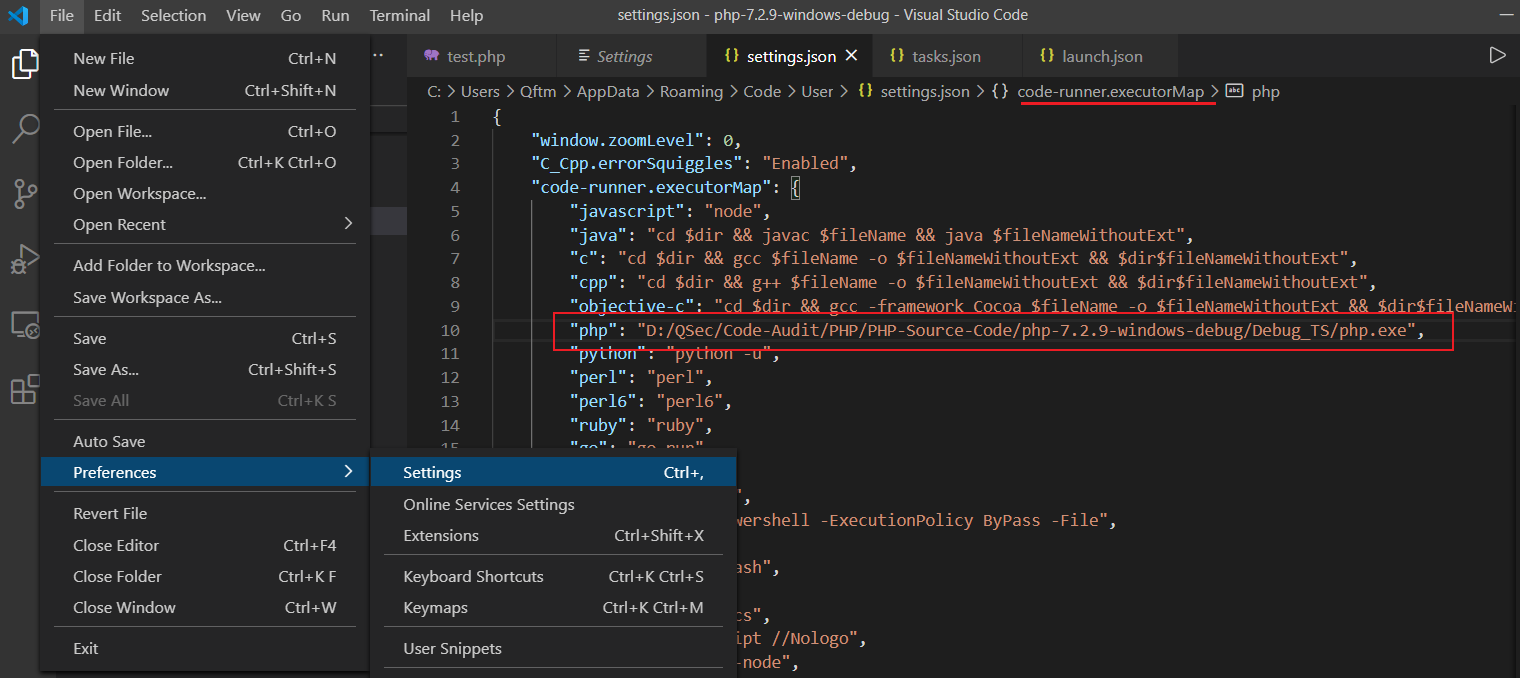 File Edit Selection View Go Run Terminal Help settings.json - php-7.2.9-windows-debug - Visual Studio Code
New File Ctrl+N
New Window Ctrl+Shift+N
Open File... Ctrl+O
Open Folder... Ctrl+K Ctrl+O
Open Workspace...
Open Recent
Add Folder to Workspace...
Save Workspace As...
Save Ctrl+S
Save As... Ctrl+Shift+S
Save All Ctrl+K S
Auto Save
Preferences
Revert File
Close Editor Ctrl+F4
Close Folder Ctrl+K F
Close Window Ctrl+W
Exit
Settings Ctrl+,
Online Services Settings
Extensions Ctrl+Shift+X
Keyboard Shortcuts Ctrl+K Ctrl+S
Keymaps Ctrl+K Ctrl+M
User Snippets
test.php Settings {} settings.json {} tasks.json {} launch.json
C: > Users > Qftm > AppData > Roaming > Code > User > {} settings.json > {} code-runner.executorMap > abc php
1 {
2 "window.zoomLevel": 0,
3 "C_Cpp.errorSquiggles": "Enabled",
4 "code-runner.executorMap": {
5 "javascript": "node",
6 "java": "cd $dir && javac $fileName && java $fileNameWithoutExt",
7 "c": "cd $dir && gcc $fileName -o $fileNameWithoutExt && $dir$fileNameWithoutExt",
8 "cpp": "cd $dir && g++ $fileName -o $fileNameWithoutExt && $dir$fileNameWithoutExt",
9 "objective-c": "cd $dir && gcc -framework Cocoa $fileName -o $fileNameWithoutExt && $dir$fileNameWi
10 "php": "D:/QSec/Code-Audit/PHP/PHP-Source-Code/php-7.2.9-windows-debug/Debug_TS/php.exe",
11 "python": "python -u",
12 "perl": "perl",
13 "perl6": "perl6",
14 "ruby": "ruby",
15 "go": "go run"
",
wershell -ExecutionPolicy ByPass -File",
ash",
cs",
ipt //Nologo",
-node",